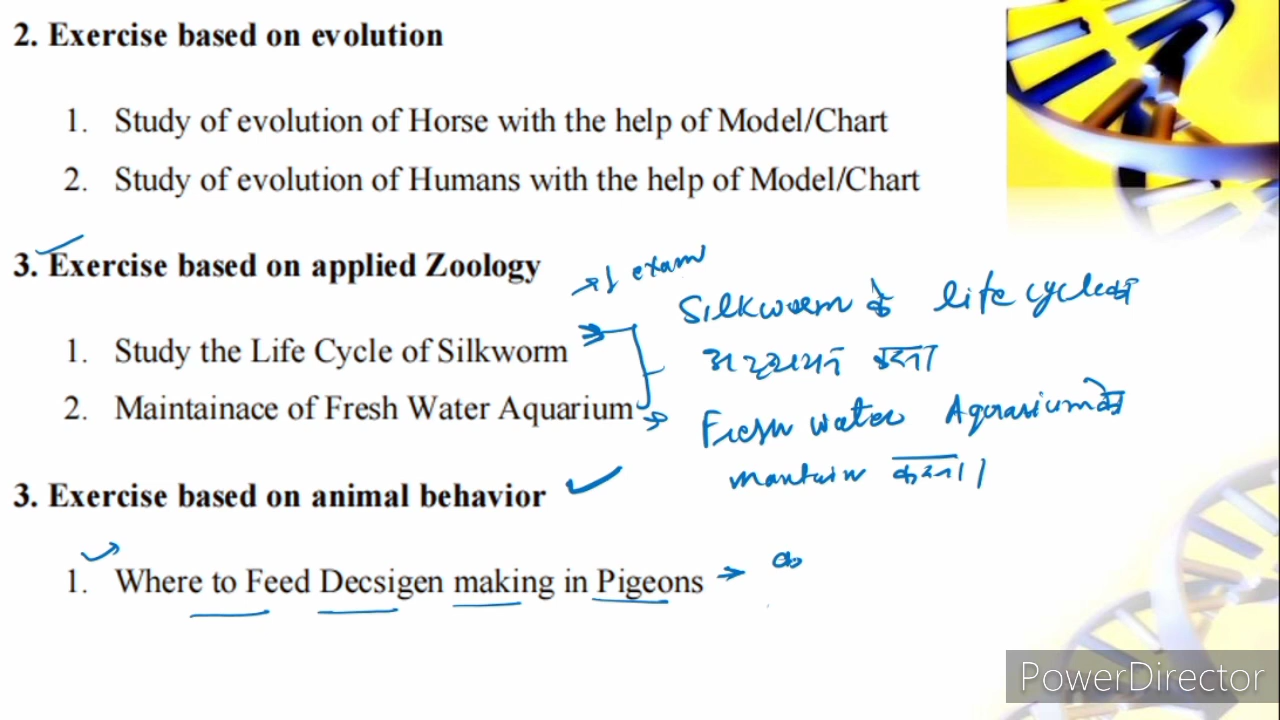 2. Exercise based on evolution
1. Study of evolution of Horse with the help of Model/Chart
2. Study of evolution of Humans with the help of Model/Chart
3. Exercise based on applied Zoology
exam
1. Study the Life Cycle of Silkworm
2. Maintainace of Fresh Water Aquarium
Silkworm के life cycle का
अध्ययन करना
Fresh water Aquarium को
maintain करना।
3. Exercise based on animal behavior
1. Where to Feed Decsigen making in Pigeons
PowerDirector